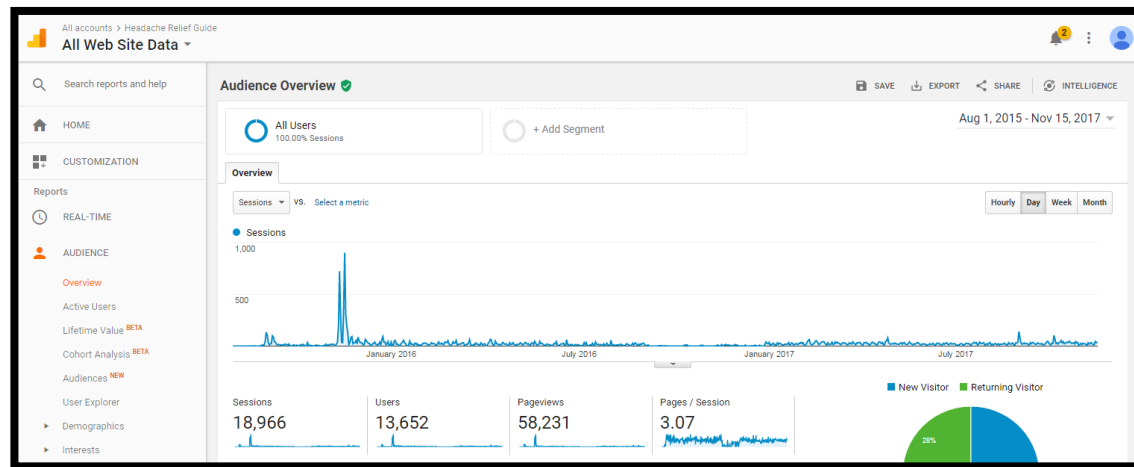 All accounts > Headache Relief Guide
All Web Site Data
2
Search reports and help
HOME
CUSTOMIZATION
Reports
REAL-TIME
AUDIENCE
Overview
Active Users
Lifetime Value BETA
Cohort Analysis BETA
Audiences NEW
User Explorer
Demographics
Interests
Audience Overview
SAVE
EXPORT
SHARE
INTELLIGENCE
All Users
100.00% Sessions
+ Add Segment
Aug 1, 2015 - Nov 15, 2017
Overview
Sessions VS. Select a metric
Hourly Day Week Month
Sessions
1,000
500
January 2016 July 2016 January 2017 July 2017
New Visitor Returning Visitor
Sessions
18,966
Users
13,652
Pageviews
58,231
Pages / Session
3.07
28%